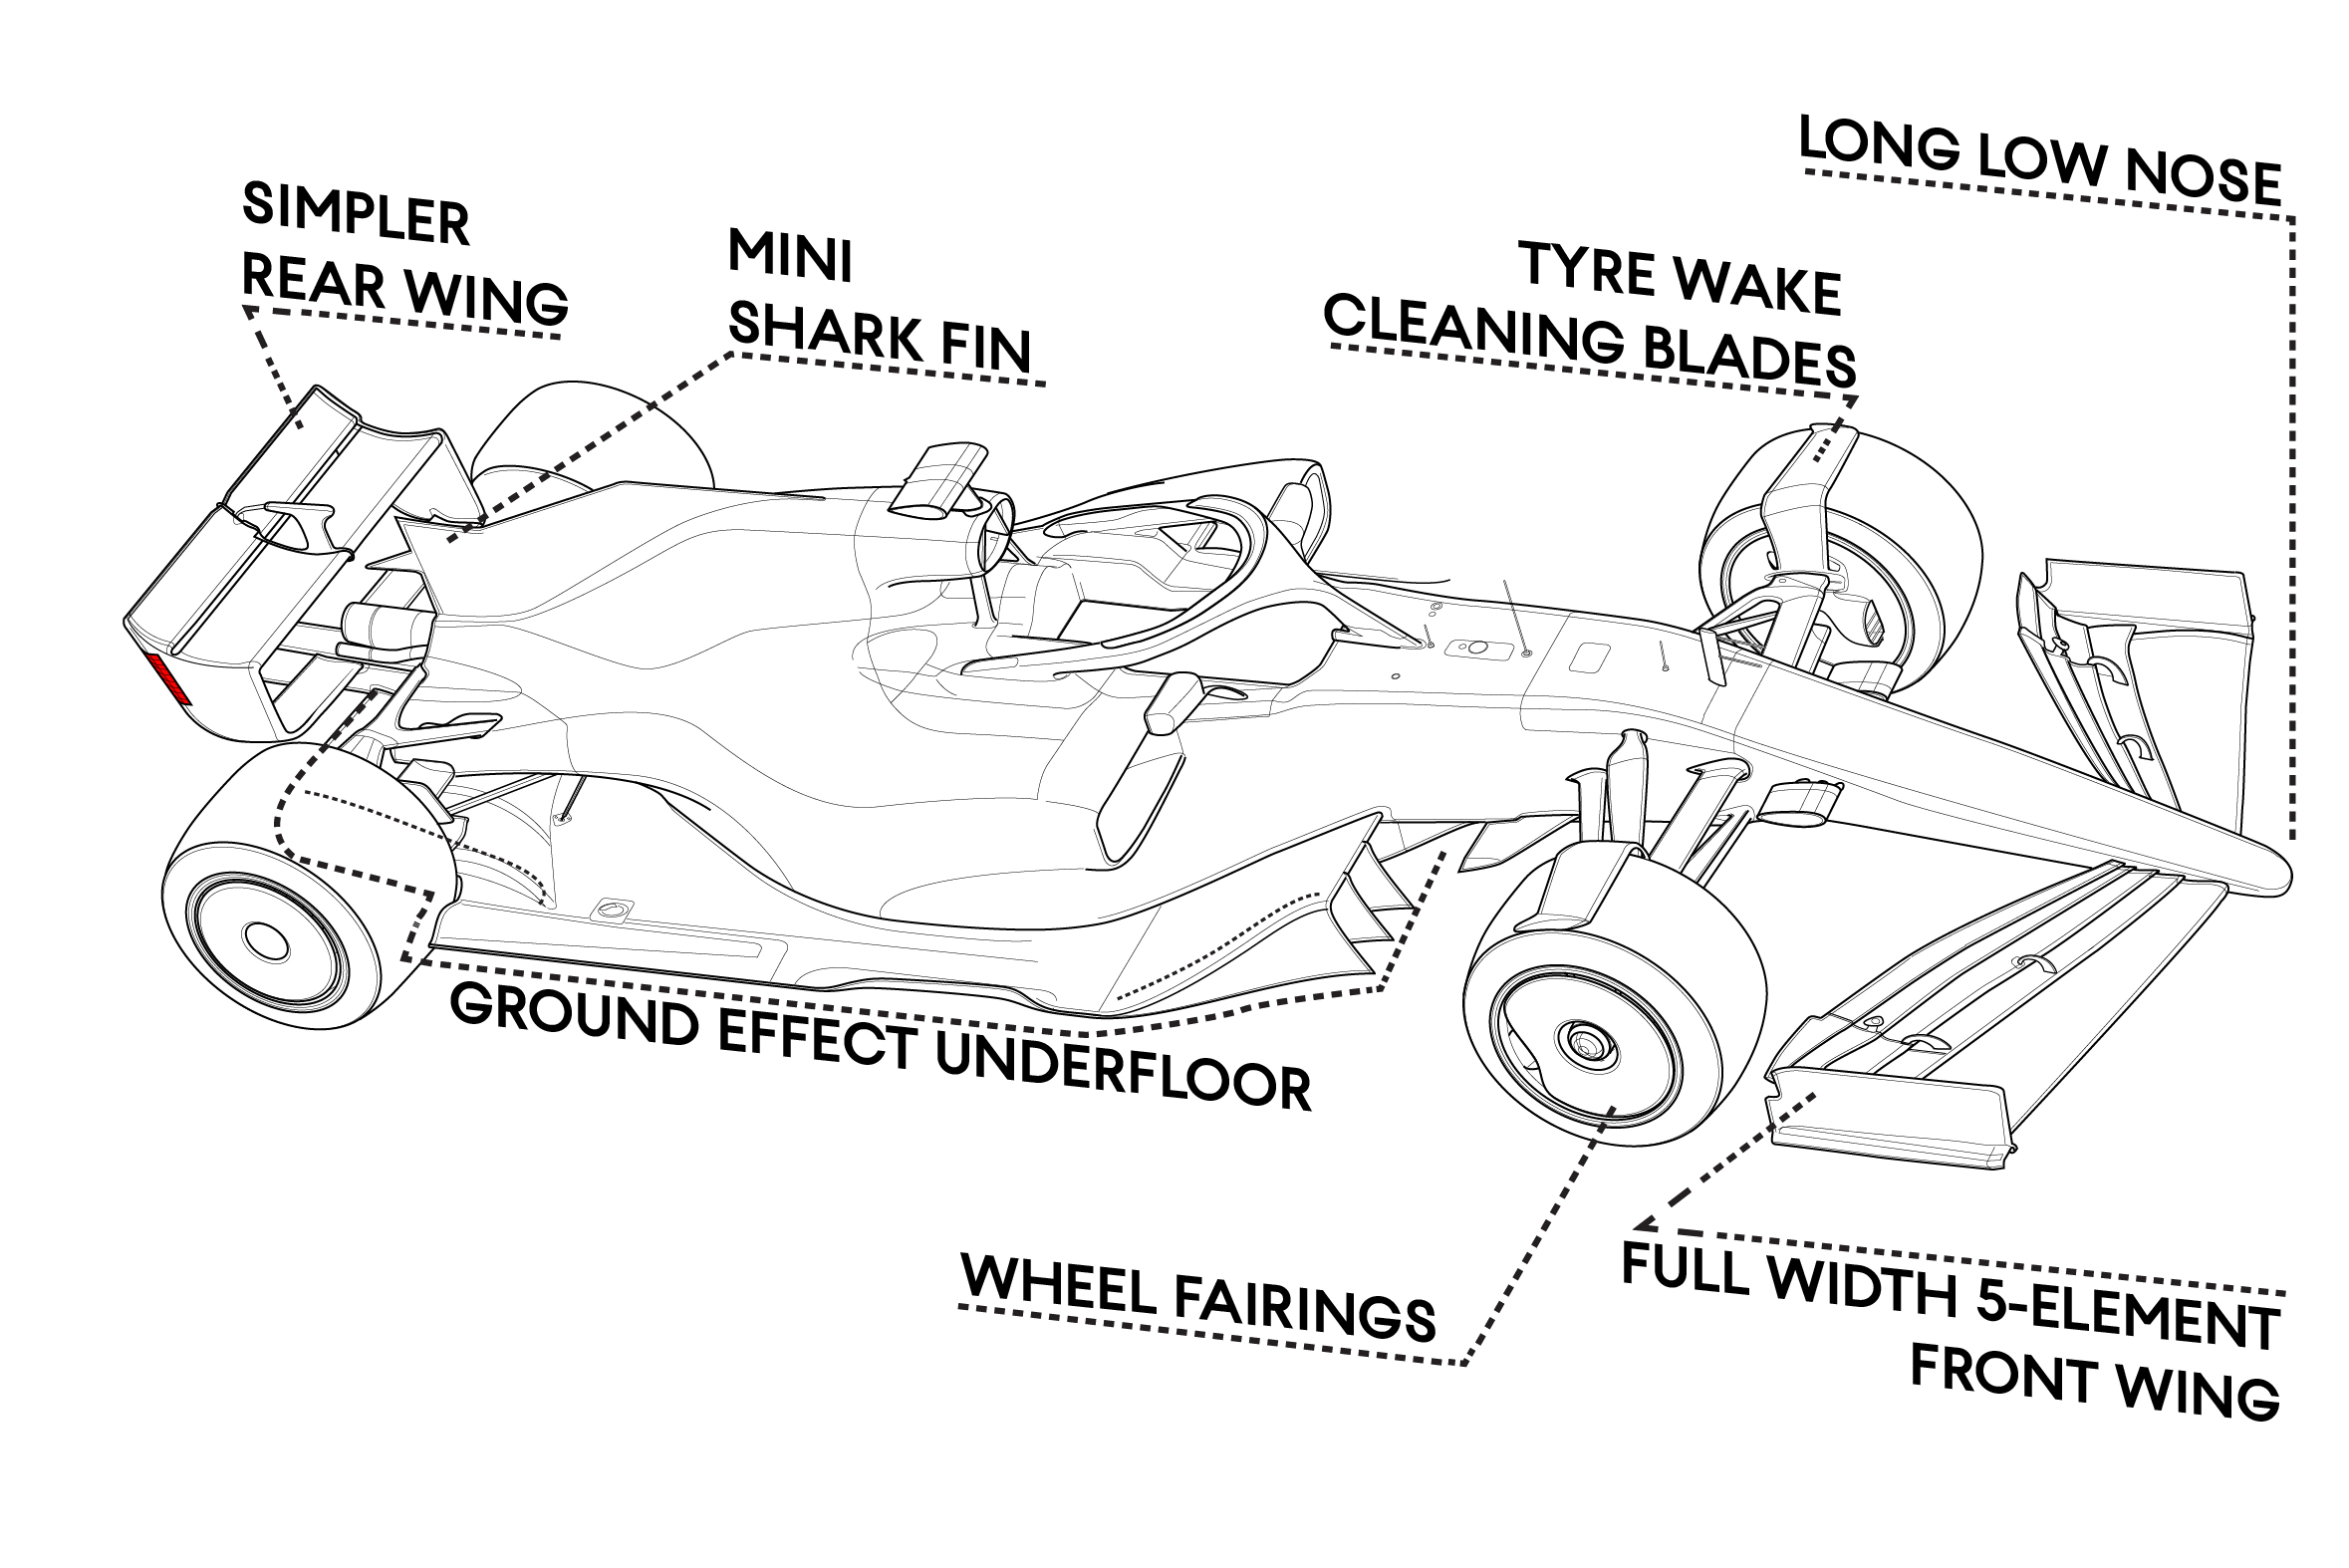 LONG LOW NOSE
SIMPLER
REAR WING
MINI
SHARK FIN
TYRE WAKE
CLEANING BLADES
GROUND EFFECT UNDERFLOOR
WHEEL FAIRINGS
FULL WIDTH 5-ELEMENT
FRONT WING